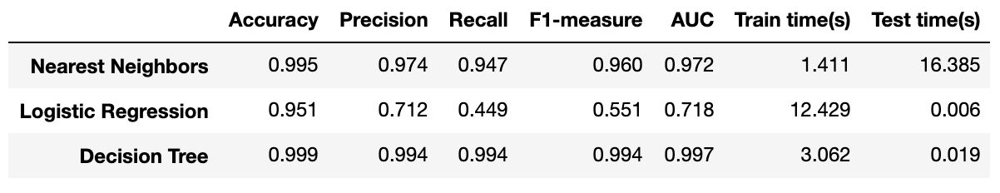 Accuracy Precision Recall F1-measure AUC Train time(s) Test time(s)
Nearest Neighbors 0.995 0.974 0.947 0.960 0.972 1.411 16.385
Logistic Regression 0.951 0.712 0.449 0.551 0.718 12.429 0.006
Decision Tree 0.999 0.994 0.994 0.994 0.997 3.062 0.019